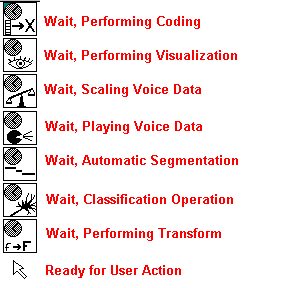 →X Wait, Performing Coding
Wait, Performing Visualization
Wait, Scaling Voice Data
Wait, Playing Voice Data
Wait, Automatic Segmentation
Wait, Classification Operation
f→F Wait, Performing Transform
Ready for User Action